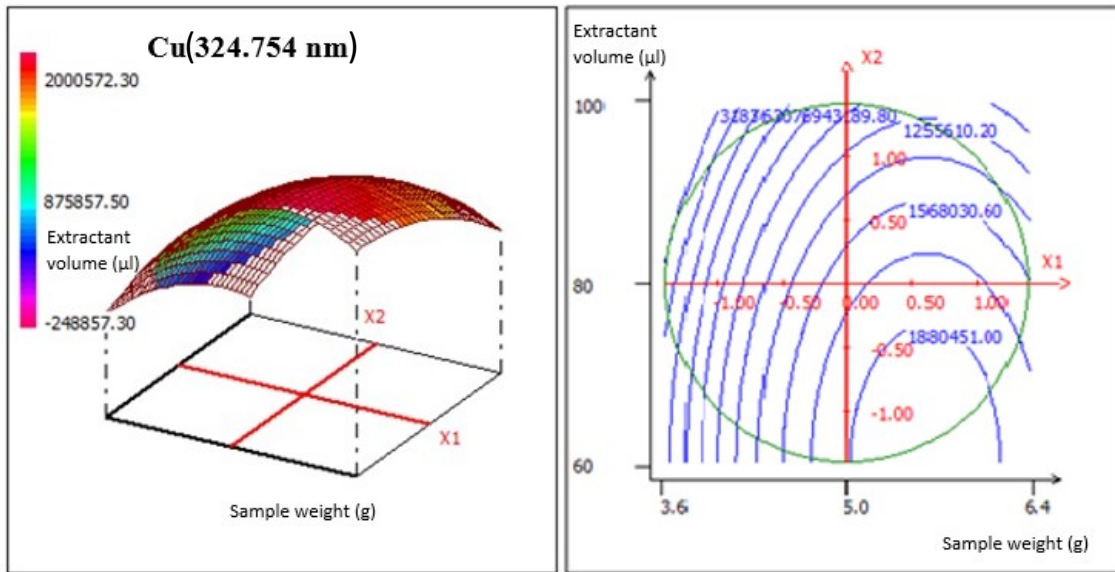 Cu(324.754 nm)
2000572.30
875857.50
Extractant
volume (µl)
-248857.30
X2
X1
Sample weight (g)
Extractant
volume (µl)
X2
100
1255610.20
1.00
1568030.60
0.50
X1
80
-1.00 -0.50 0.00 0.50 1.00
1880451.00
-0.50
-1.00
60
3.6 5.0 6.4
Sample weight (g)